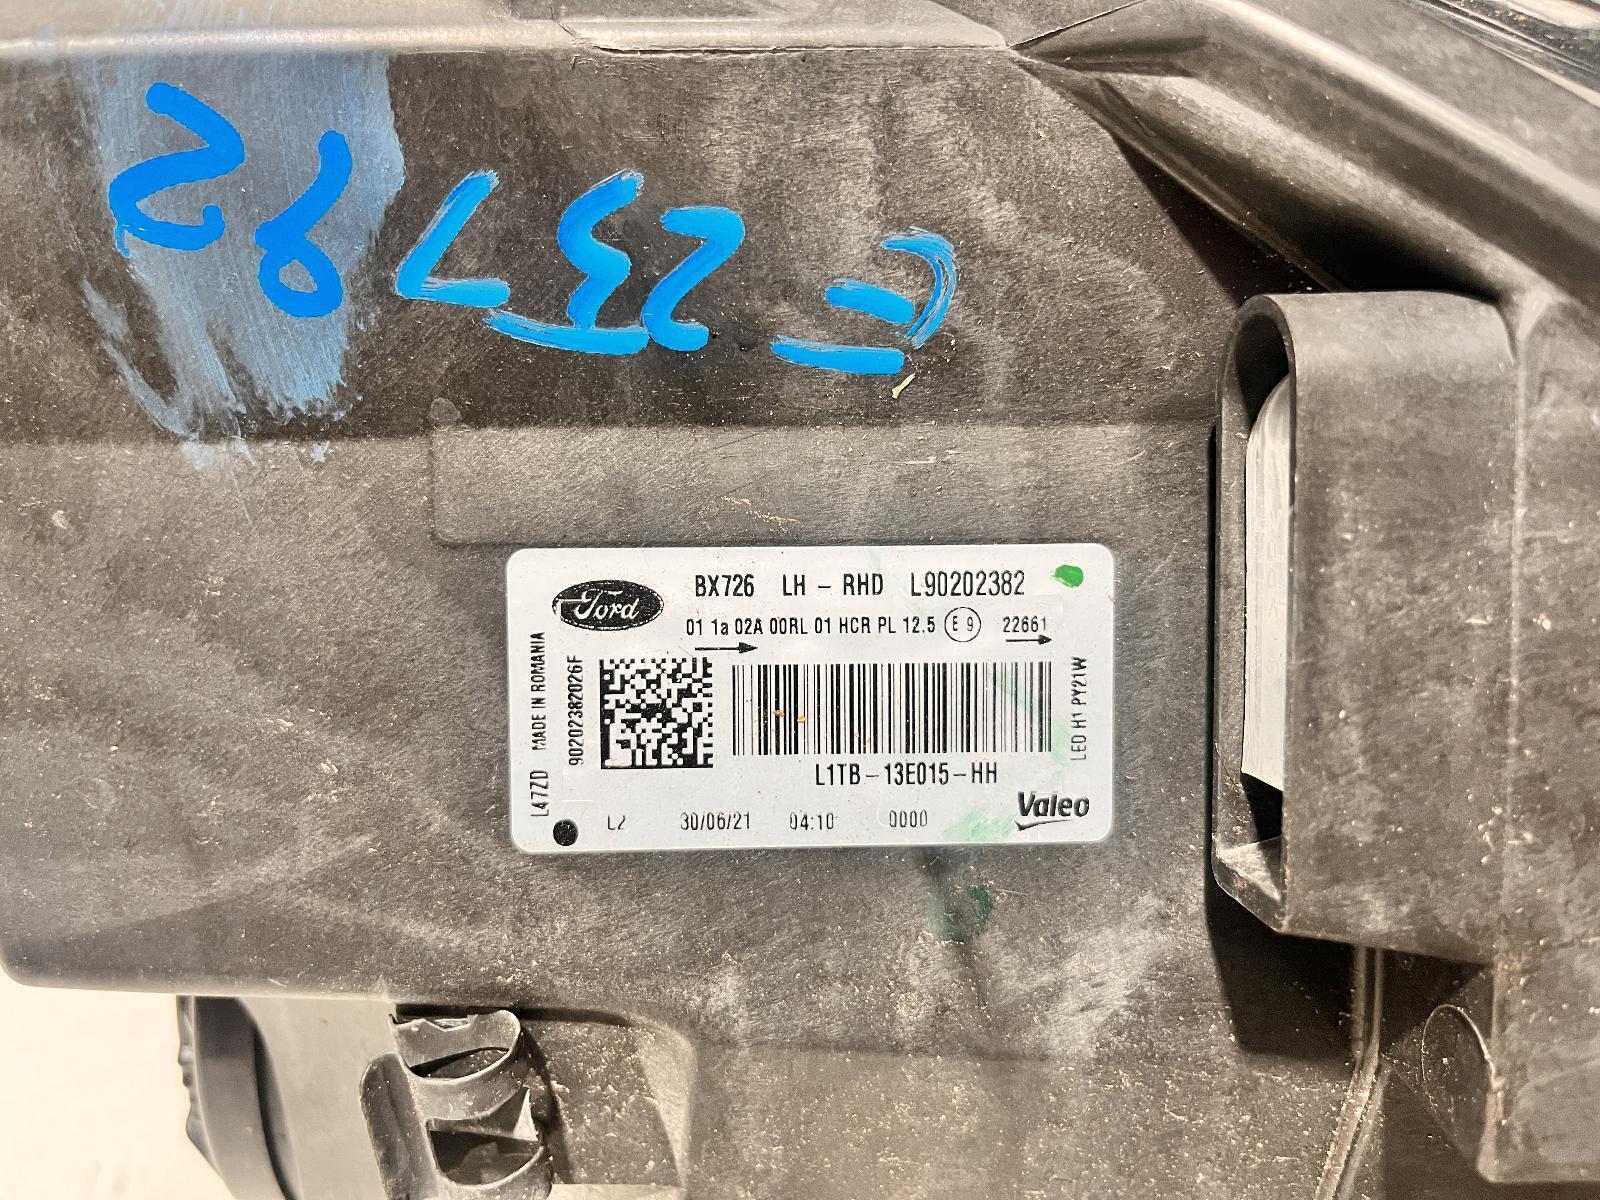 E25792
Ford
BX726 LH - RHD L90202382
01 1a 02A 00RL 01 HCR PL 12.5 E9 22661
L47ZD MADE IN ROMANIA
90202382026F
LED H1 PY21W
L1TB-13E015-HH
L2 30/06/21 04:10 0000
Valeo